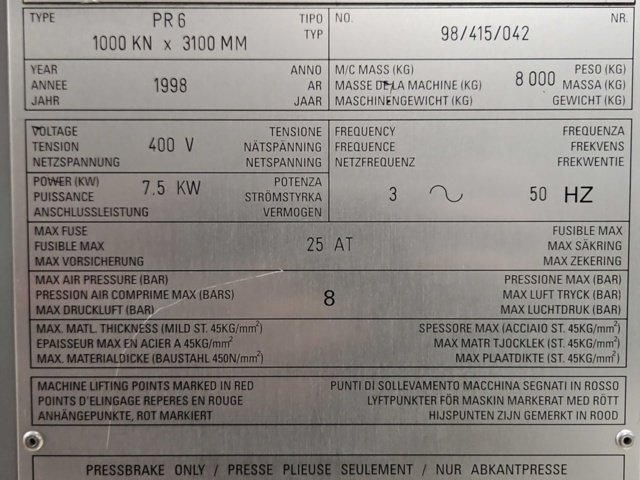 TYPE PR 6 TIPO NO. NR.
1000 KN x 3100 MM TYP 98/415/042
YEAR ANNO M/C MASS (KG) PESO (KG)
ANNEE 1998 AR MASSE DE LA MACHINE (KG) 8 000 MASSA (KG)
JAHR JAAR MASCHINENGEWICHT (KG) GEWICHT (KG)
VOLTAGE TENSIONE FREQUENCY FREQUENZA
TENSION 400 V NÄTSPÄNNING FREQUENCE FREKVENS
NETZSPANNUNG NETSPANNING NETZFREQUENZ FREKWENTIE
POWER (KW) 7.5 KW POTENZA
PUISSANCE STRÖMSTYRKA 3 50 HZ
ANSCHLUSSLEISTUNG VERMOGEN
MAX FUSE FUSIBLE MAX
FUSIBLE MAX 25 AT MAX SÄKRING
MAX VORSICHERUNG MAX ZEKERING
MAX AIR PRESSURE (BAR) PRESSIONE MAX (BAR)
PRESSION AIR COMPRIME MAX (BARS) 8 MAX LUFT TRYCK (BAR)
MAX DRUCKLUFT (BAR) MAX LUCHTDRUK (BAR)
MAX. MATL. THICKNESS (MILD ST. 45KG/mm² SPESSORE MAX (ACCIAIO ST. 45KG/mm²)
EPAISSEUR MAX EN ACIER A 45KG/mm² MAX MATR TJOCKLEK (ST. 45KG/mm²)
MAX. MATERIALDICKE (BAUSTAHL 450N/mm²) MAX PLAATDIKTE (ST. 45KG/mm²)
MACHINE LIFTING POINTS MARKED IN RED PUNTI DI SOLLEVAMENTO MACCHINA SEGNATI IN ROSSO
POINTS D'ELINGAGE REPERES EN ROUGE LYFTPUNKTER FÖR MASKIN MARKERAT MED RÖTT
ANHÄNGEPUNKTE, ROT MARKIERT HIJSPUNTEN ZIJN GEMERKT IN ROOD
PRESSBRAKE ONLY / PRESSE PLIEUSE SEULEMENT / NUR ABKANTPRESSE